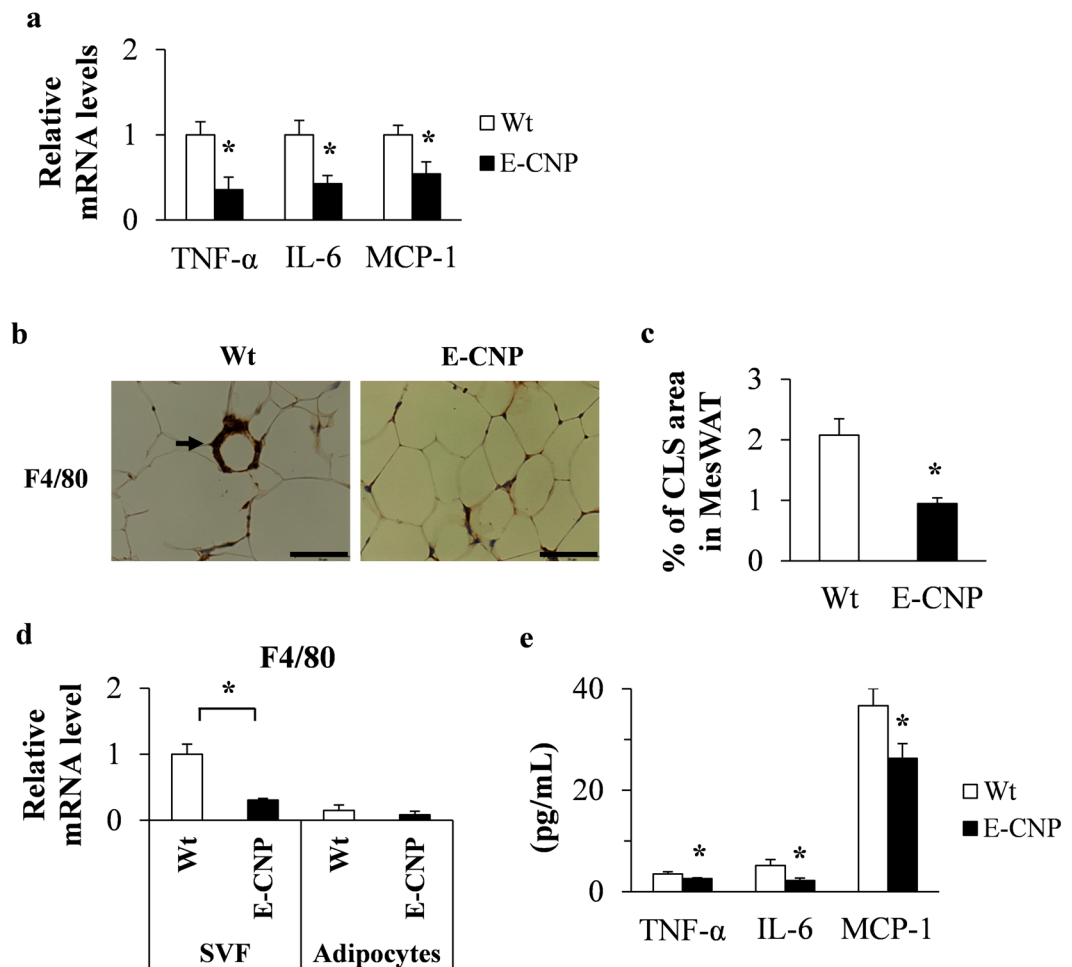 a
Relative
mRNA levels
2
1
0
TNF-α IL-6 MCP-1
Wt
E-CNP
b
Wt E-CNP
F4/80
c
% of CLS area
in MesWAT
3
2
1
0
*
Wt E-CNP
d
F4/80
Relative
mRNA level
2
1
0
*
Wt
E-CNP
Wt
E-CNP
SVF Adipocytes
e
(pg/mL)
40
20
0
* * *
TNF-α IL-6 MCP-1
Wt
E-CNP